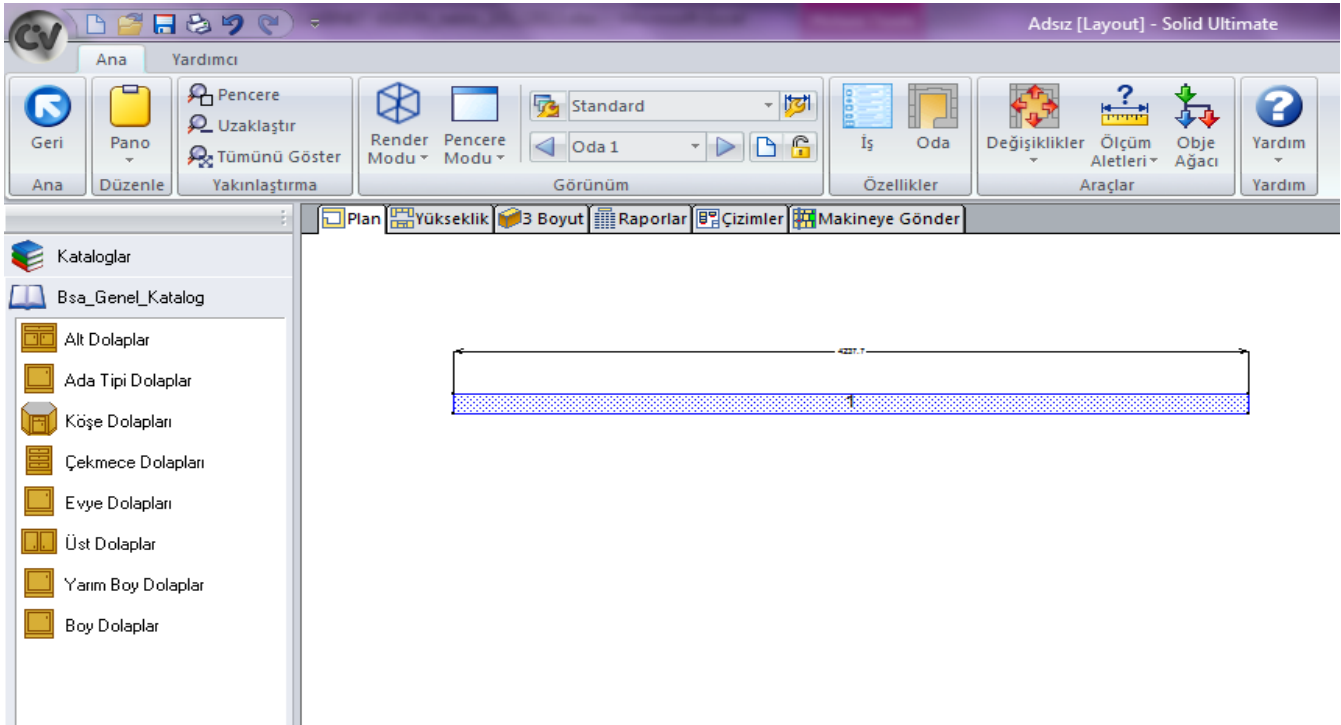 Adsız [Layout] - Solid Ultimate
Ana Yardımcı
Geri
Pano
Pencere
Uzaklaştır
Tümünü Göster
Render Modu
Pencere Modu
Standard
Oda 1
İş
Oda
Değişiklikler
Ölçüm Aletleri
Obje Ağacı
Yardım
Ana Düzenle Yakınlaştırma Görünüm Özellikler Araçlar Yardım
Plan Yükseklik 3 Boyut Raporlar Çizimler Makineye Gönder
Kataloglar
Bsa_Genel_Katalog
Alt Dolaplar
Ada Tipi Dolaplar
Köşe Dolapları
Çekmece Dolapları
Evye Dolapları
Üst Dolaplar
Yarım Boy Dolaplar
Boy Dolaplar
1